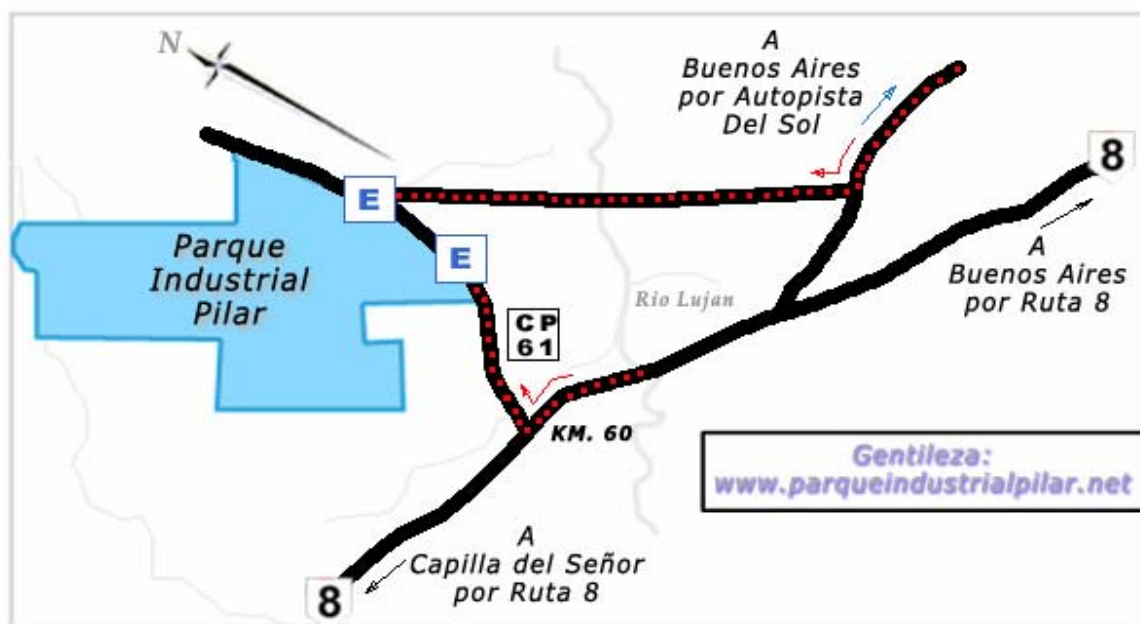 N
A
Buenos Aires
por Autopista
Del Sol
8
E
E
Parque
Industrial
Pilar
A
Buenos Aires
por Ruta 8
Rio Lujan
CP
61
KM. 60
Gentileza:
www.parqueindustrialpilar.net
A
Capilla del Señor
por Ruta 8
8